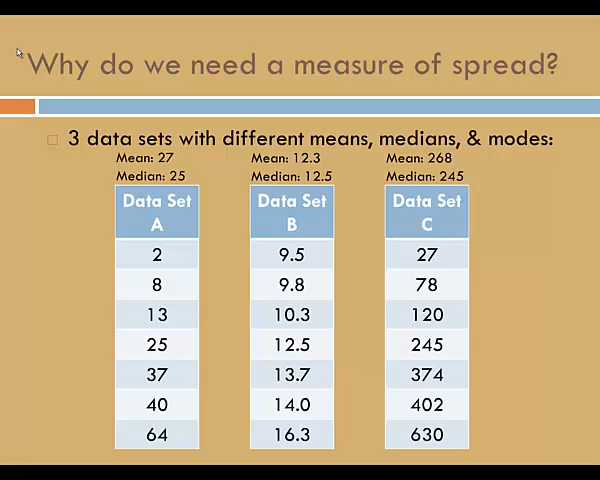 Why do we need a measure of spread?
3 data sets with different means, medians, & modes:
Mean: 27
Median: 25
Mean: 12.3
Median: 12.5
Mean: 268
Median: 245
Data Set
A
2
8
13
25
37
40
64
Data Set
B
9.5
9.8
10.3
12.5
13.7
14.0
16.3
Data Set
C
27
78
120
245
374
402
630